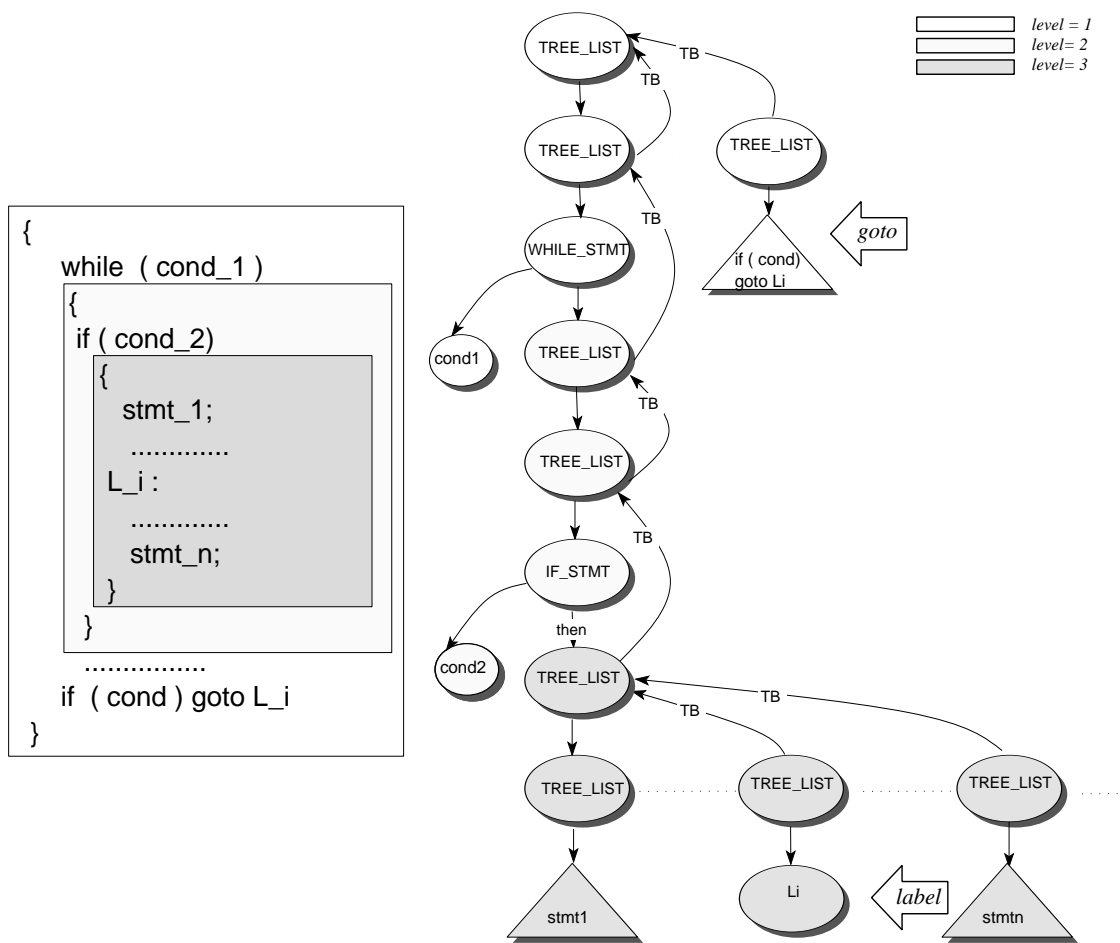 {
while ( cond_1 )
{
if ( cond_2)
{
stmt_1;
.............
L_i :
.............
stmt_n;
}
}
................
if ( cond ) goto L_i
}
level = 1
level= 2
level= 3
TREE_LIST
TB
TB
TREE_LIST
TREE_LIST
TB
WHILE_STMT
if ( cond)
goto Li
goto
cond1
TREE_LIST
TB
TREE_LIST
TB
IF_STMT
then
cond2
TREE_LIST
TB
TB
TREE_LIST
TREE_LIST
TREE_LIST
stmt1
Li
label
stmtn